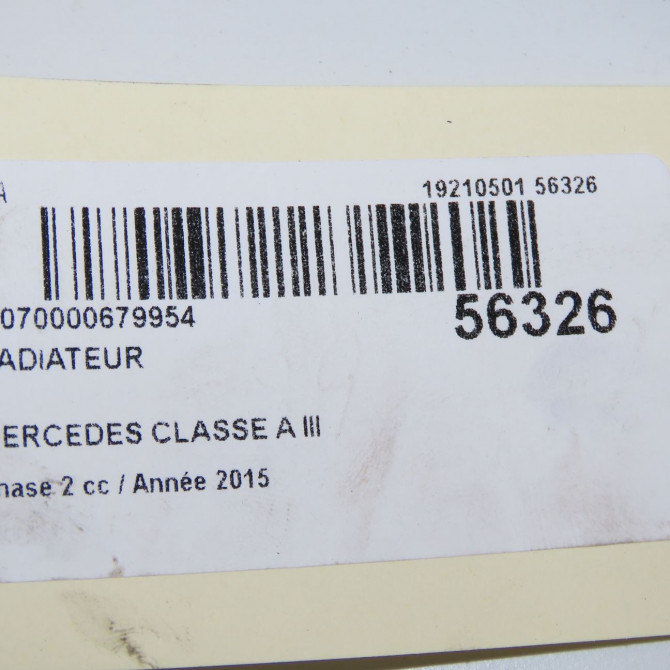 A
19210501 56326
070000679954
56326
ADIATEUR
ERCEDES CLASSE A III
hase 2 cc / Année 2015